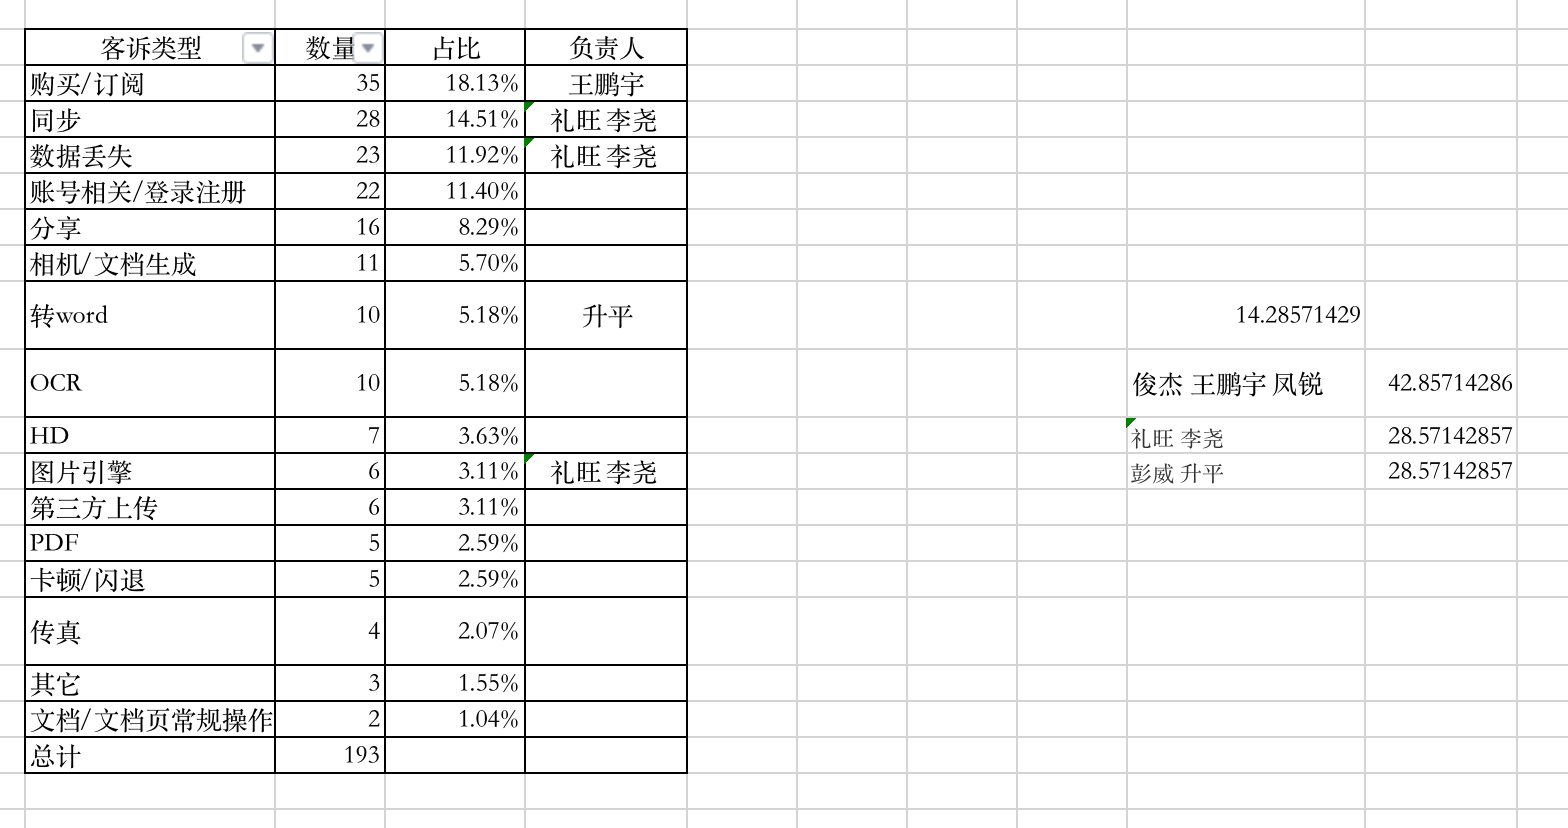 客诉类型 数量 占比 负责人
购买/订阅 35 18.13% 王鹏宇
同步 28 14.51% 礼旺 李尧
数据丢失 23 11.92% 礼旺 李尧
账号相关/登录注册 22 11.40%
分享 16 8.29%
相机/文档生成 11 5.70%
转word 10 5.18% 升平 14.28571429
OCR 10 5.18% 俊杰 王鹏宇 凤锐 42.85714286
HD 7 3.63% 礼旺 李尧 28.57142857
图片引擎 6 3.11% 礼旺 李尧 彭威 升平 28.57142857
第三方上传 6 3.11%
PDF 5 2.59%
卡顿/闪退 5 2.59%
传真 4 2.07%
其它 3 1.55%
文档/文档页常规操作 2 1.04%
总计 193